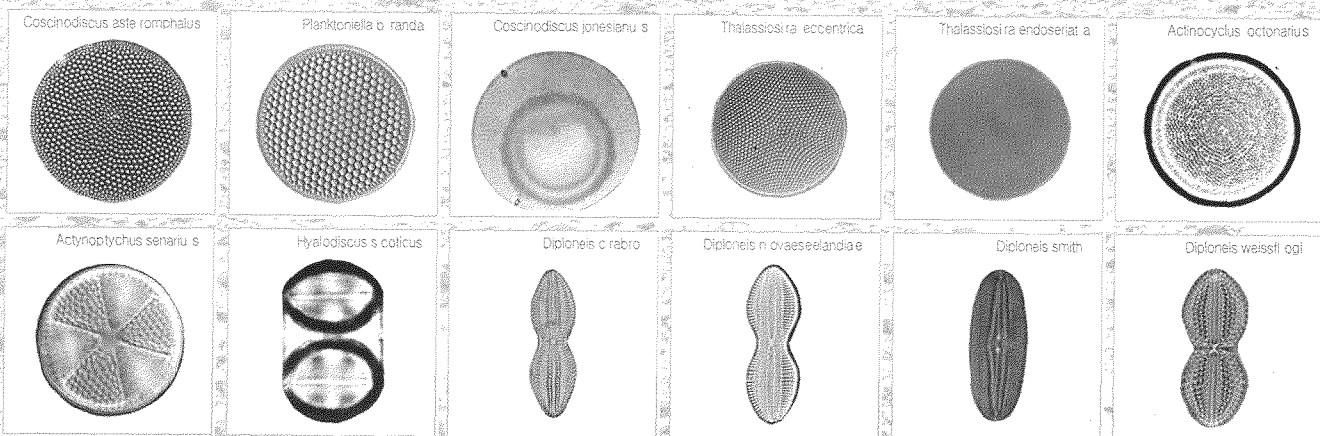 Coscinodiscus aste romphalus
Planktoniella b randa
Coscinodiscus jonesianu s
Thalassiosi ra eccentrica
Thalassiosi ra endoseriat a
Actinocyclus octonarius
Actynoptychus senariu s
Hyalodiscus s coticus
Diploneis c rabro
Diploneis n ovaeseelandia e
Diploneis smith
Diploneis weissfl ogi